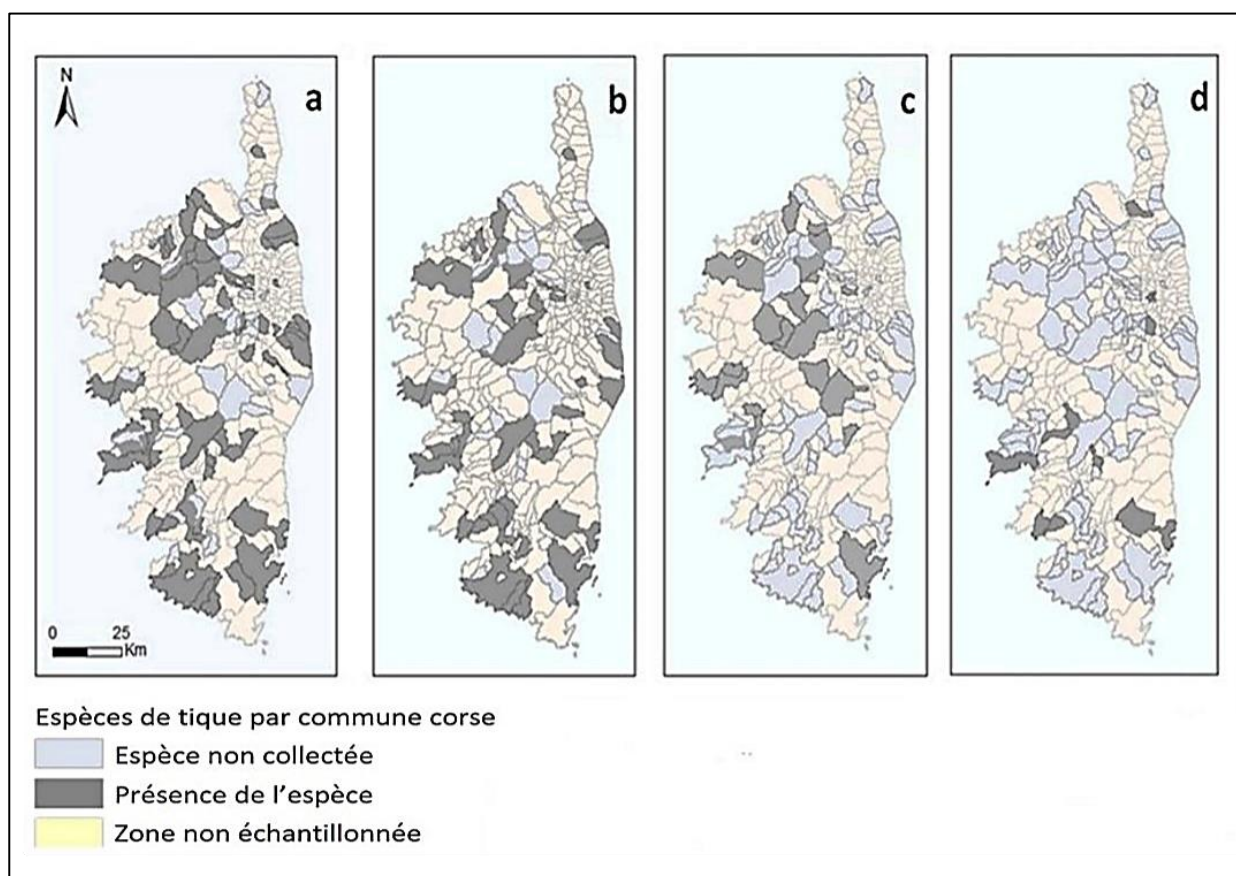 N
a
b
c
d
0 25
Km
Espèces de tique par commune corse
Espèce non collectée
Présence de l'espèce
Zone non échantillonnée